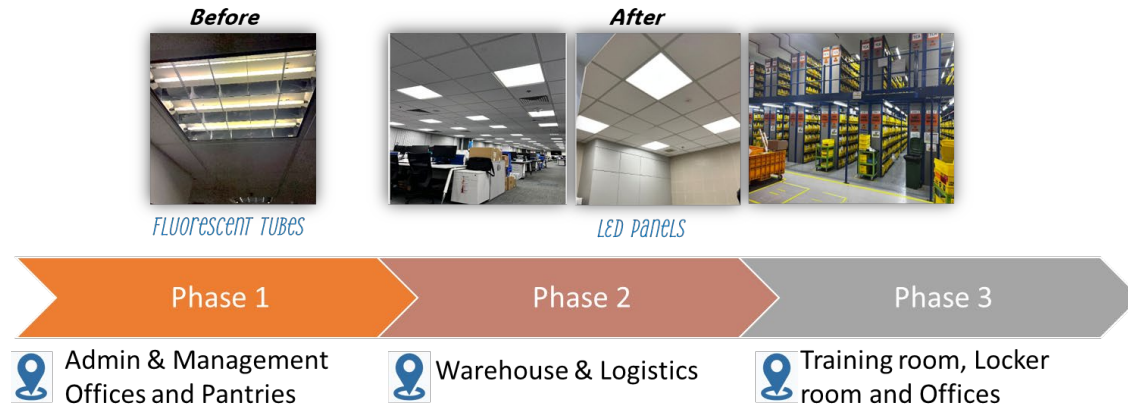 Before
After
Fluorescent Tubes
LED Panels
Phase 1
Phase 2
Phase 3
Admin & Management
Offices and Pantries
Warehouse & Logistics
Training room, Locker
room and Offices